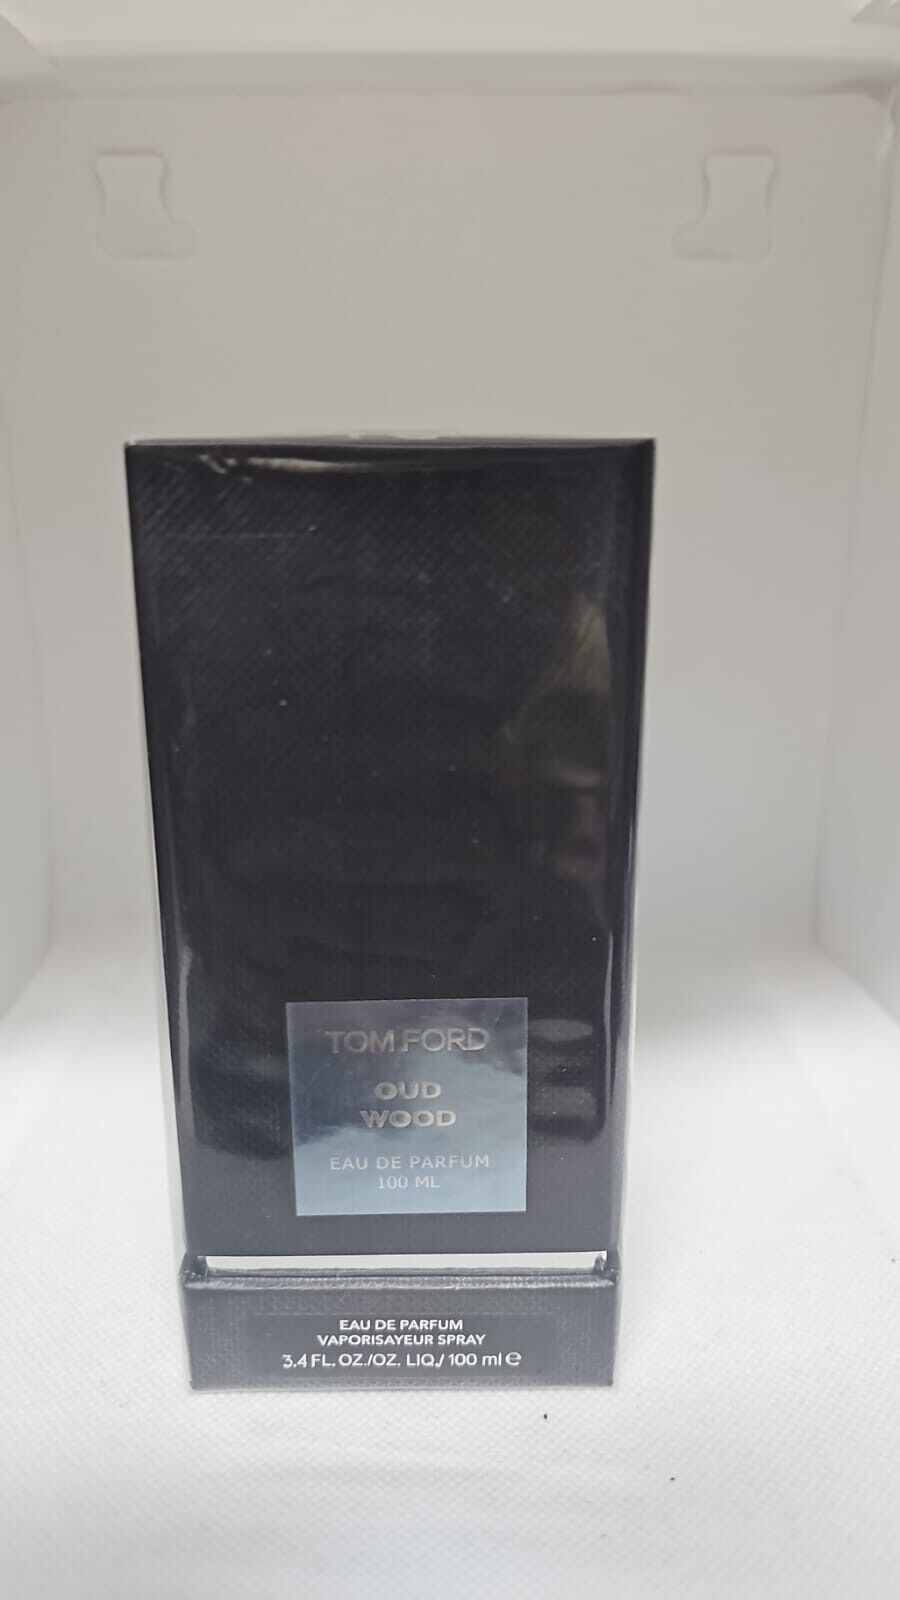 TOM FORD
OUD
WOOD
EAU DE PARFUM
100 ML
EAU DE PARFUM
VAPORISAYEUR SPRAY
3.4 FL. OZ./OZ. LIQ./ 100 ml ℮